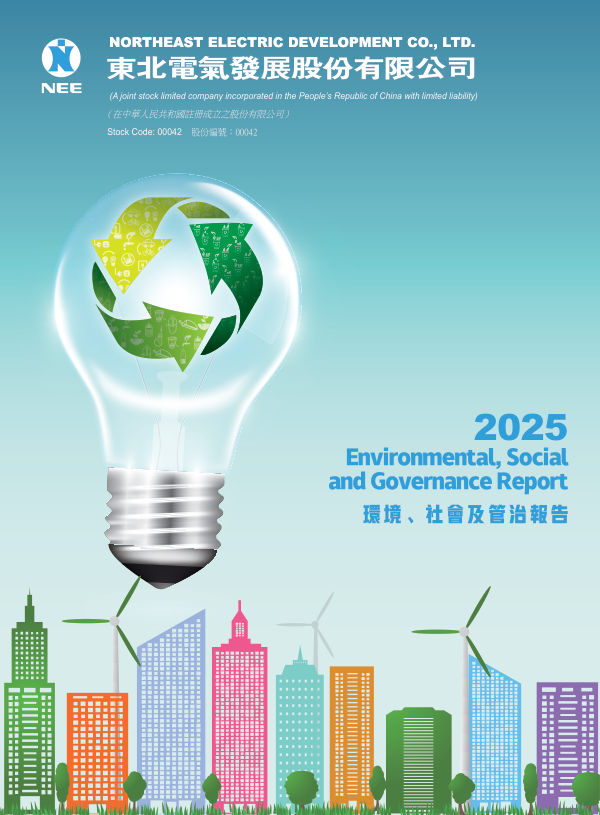 NORTHEAST ELECTRIC DEVELOPMENT CO., LTD.
東北電氣發展股份有限公司
NEE
(A joint stock limited company incorporated in the People's Republic of China with limited liability)
（在中華人民共和國註冊成立之股份有限公司）
Stock Code: 00042 股份編號：00042
2025
Environmental, Social
and Governance Report
環境、社會及管治報告